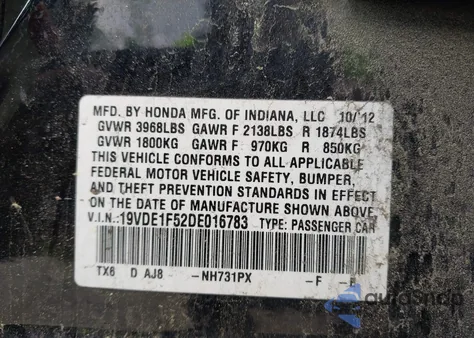 MFD. BY HONDA MFG. OF INDIANA, LLC 10/'12
GVWR 3968LBS GAWR F 2138LBS R 1874LBS
GVWR 1800KG GAWR F 970KG R 850KG
THIS VEHICLE CONFORMS TO ALL APPLICABLE
FEDERAL MOTOR VEHICLE SAFETY, BUMPER,
AND THEFT PREVENTION STANDARDS IN EFFECT
ON THE DATE OF MANUFACTURE SHOWN ABOVE.
V.I.N.:19VDE1F52DE016783 TYPE: PASSENGER CAR
TX6 D AJ8 -NH731PX -F -B
autosnap